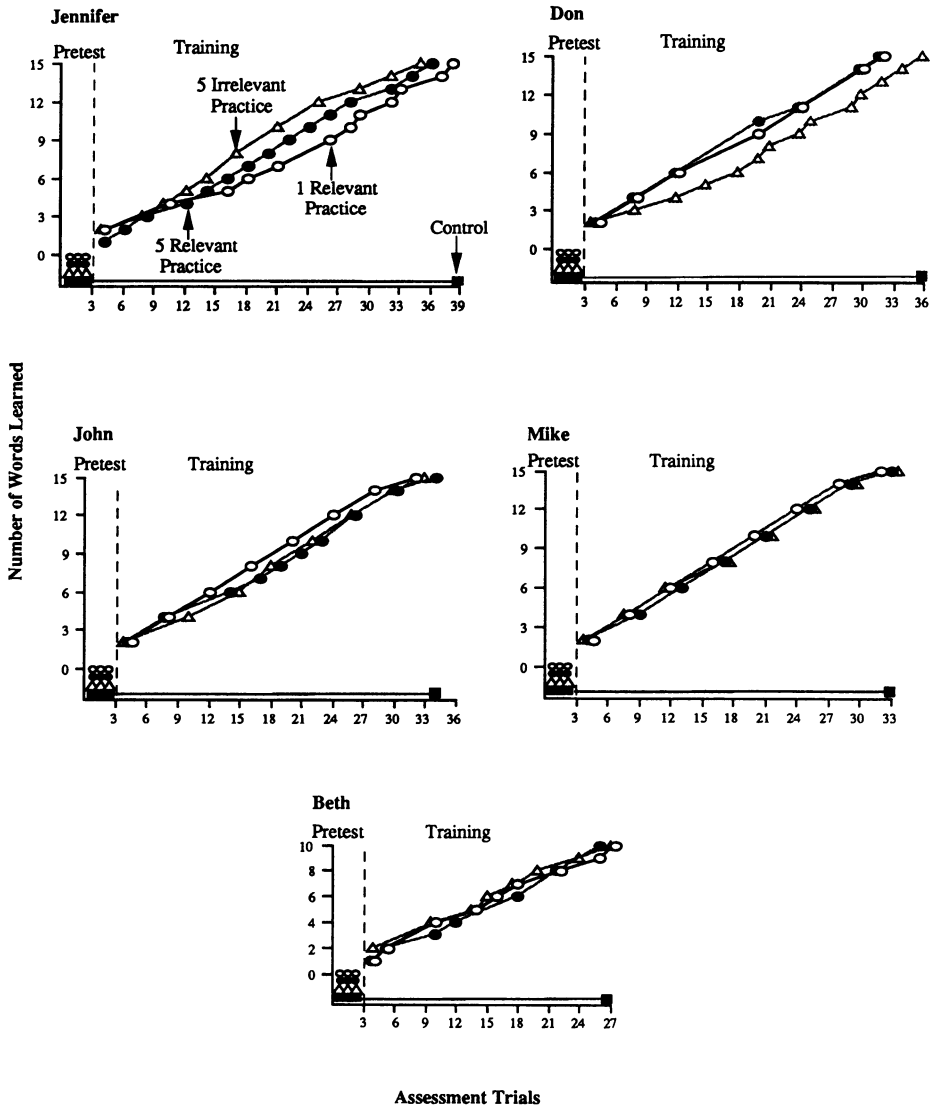 Jennifer
Pretest
Training
15
12
9
6
3
0
5 Irrelevant
Practice
1 Relevant
Practice
5 Relevant
Practice
Control
3 6 9 12 15 18 21 24 27 30 33 36 39
Don
Pretest
Training
15
12
9
6
3
0
3 6 9 12 15 18 21 24 27 30 33 36
Number of Words Learned
John
Pretest
Training
15
12
9
6
3
0
3 6 9 12 15 18 21 24 27 30 33 36
Mike
Pretest
Training
15
12
9
6
3
0
3 6 9 12 15 18 21 24 27 30 33
Beth
Pretest
Training
10
8
6
4
2
0
3 6 9 12 15 18 21 24 27
Assessment Trials